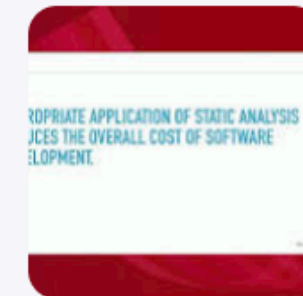 ROPRIATE APPLICATION OF STATIC ANALYSIS
UCES THE OVERALL COST OF SOFTWARE
ELOPMENT.